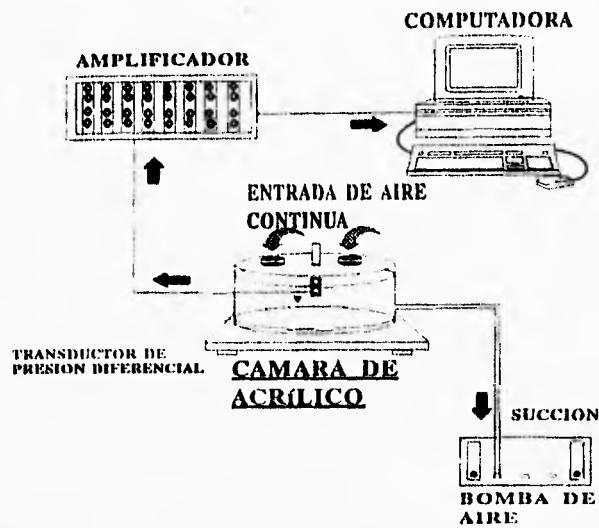 COMPUTADORA
AMPLIFICADOR
ENTRADA DE AIRE
CONTINUA
TRANSDUCTOR DE
PRESION DIFERENCIAL
CAMARA DE
ACRíLICO
SUCCION
BOMBA DE
AIRE